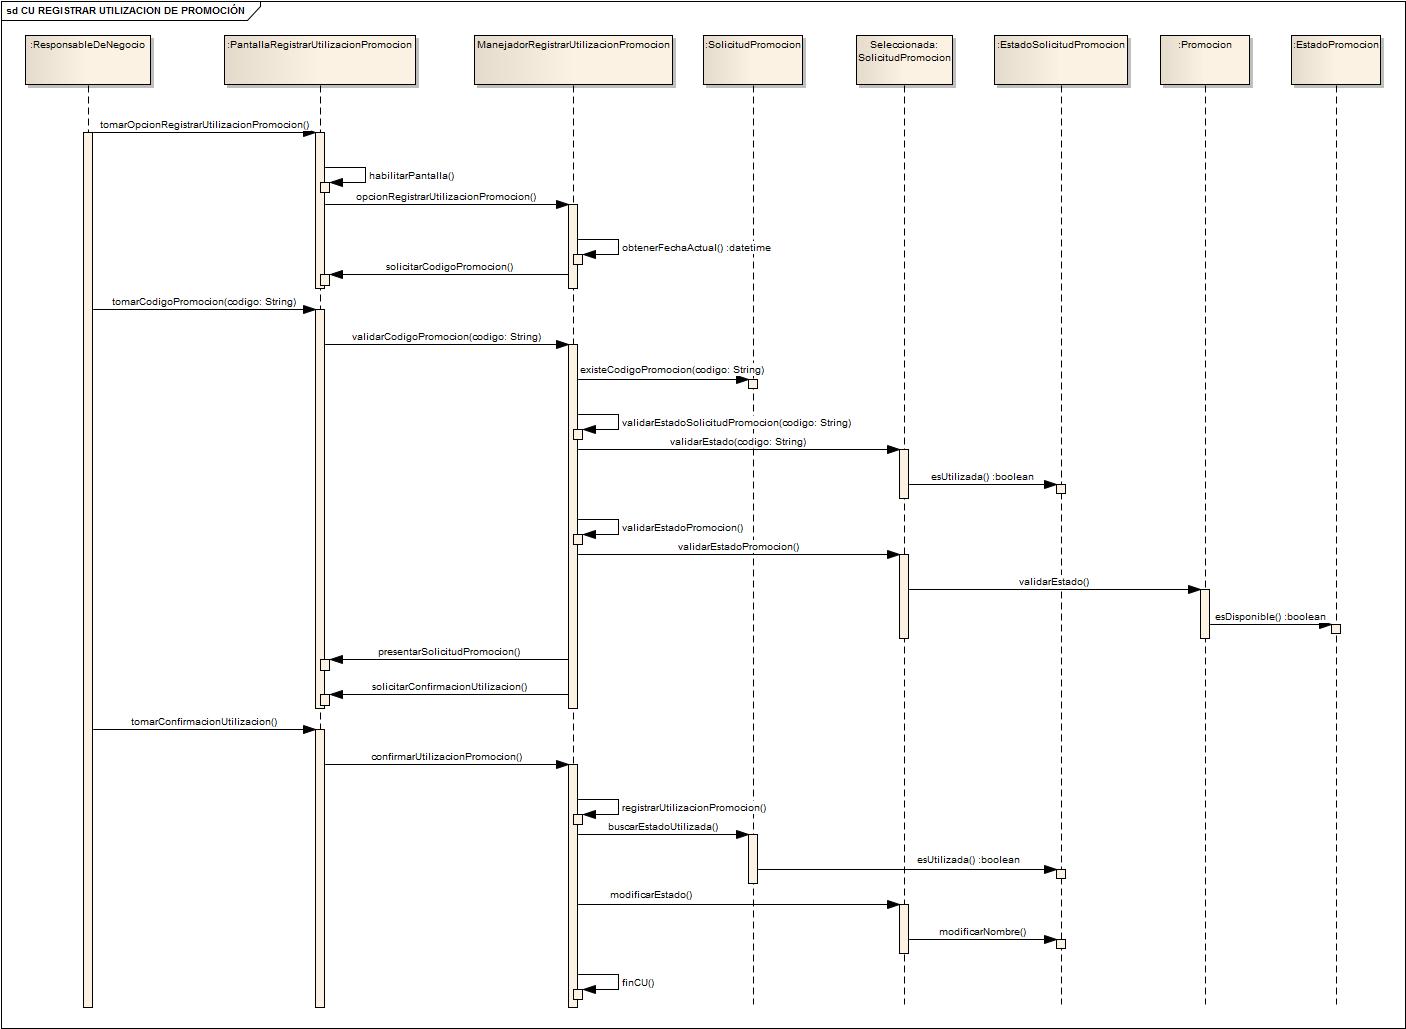 sd CU REGISTRAR UTILIZACION DE PROMOCIÓN
:ResponsableDeNegocio
:PantallaRegistrarUtilizacionPromocion
ManejadorRegistrarUtilizacionPromocion
:SolicitudPromocion
Seleccionada:
SolicitudPromocion
:EstadoSolicitudPromocion
:Promocion
:EstadoPromocion
tomarOpcionRegistrarUtilizacionPromocion()
habilitarPantalla()
opcionRegistrarUtilizacionPromocion()
obtenerFechaActual() :datetime
solicitarCodigoPromocion()
tomarCodigoPromocion(codigo: String)
validarCodigoPromocion(codigo: String)
existeCodigoPromocion(codigo: String)
validarEstadoSolicitudPromocion(codigo: String)
validarEstado(codigo: String)
esUtilizada() :boolean
validarEstadoPromocion()
validarEstadoPromocion()
validarEstado()
esDisponible() :boolean
presentarSolicitudPromocion()
solicitarConfirmacionUtilizacion()
tomarConfirmacionUtilizacion()
confirmarUtilizacionPromocion()
registrarUtilizacionPromocion()
buscarEstadoUtilizada()
esUtilizada() :boolean
modificarEstado()
modificarNombre()
finCU()